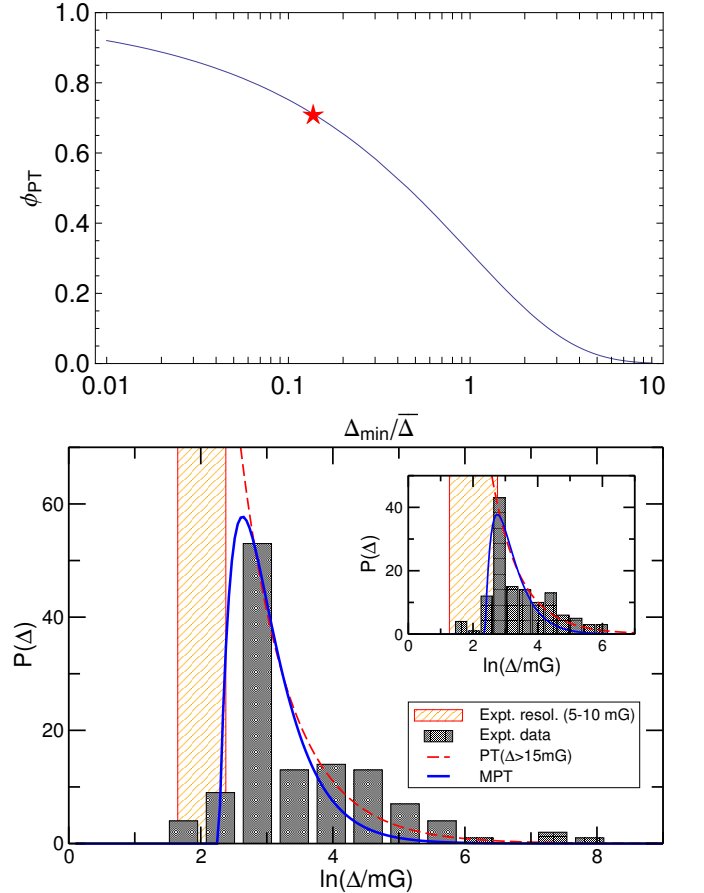 1.0
0.8
0.6
0.4
0.2
0.0
ϕPT
0.01 0.1 1 10
Δmin/Δ̅
60
40
20
0
P(Δ)
0 2 4 6 8
ln(Δ/mG)
40
20
0
P(Δ)
0 2 4 6
ln(Δ/mG)
Expt. resol. (5-10 mG)
Expt. data
PT(Δ>15mG)
MPT